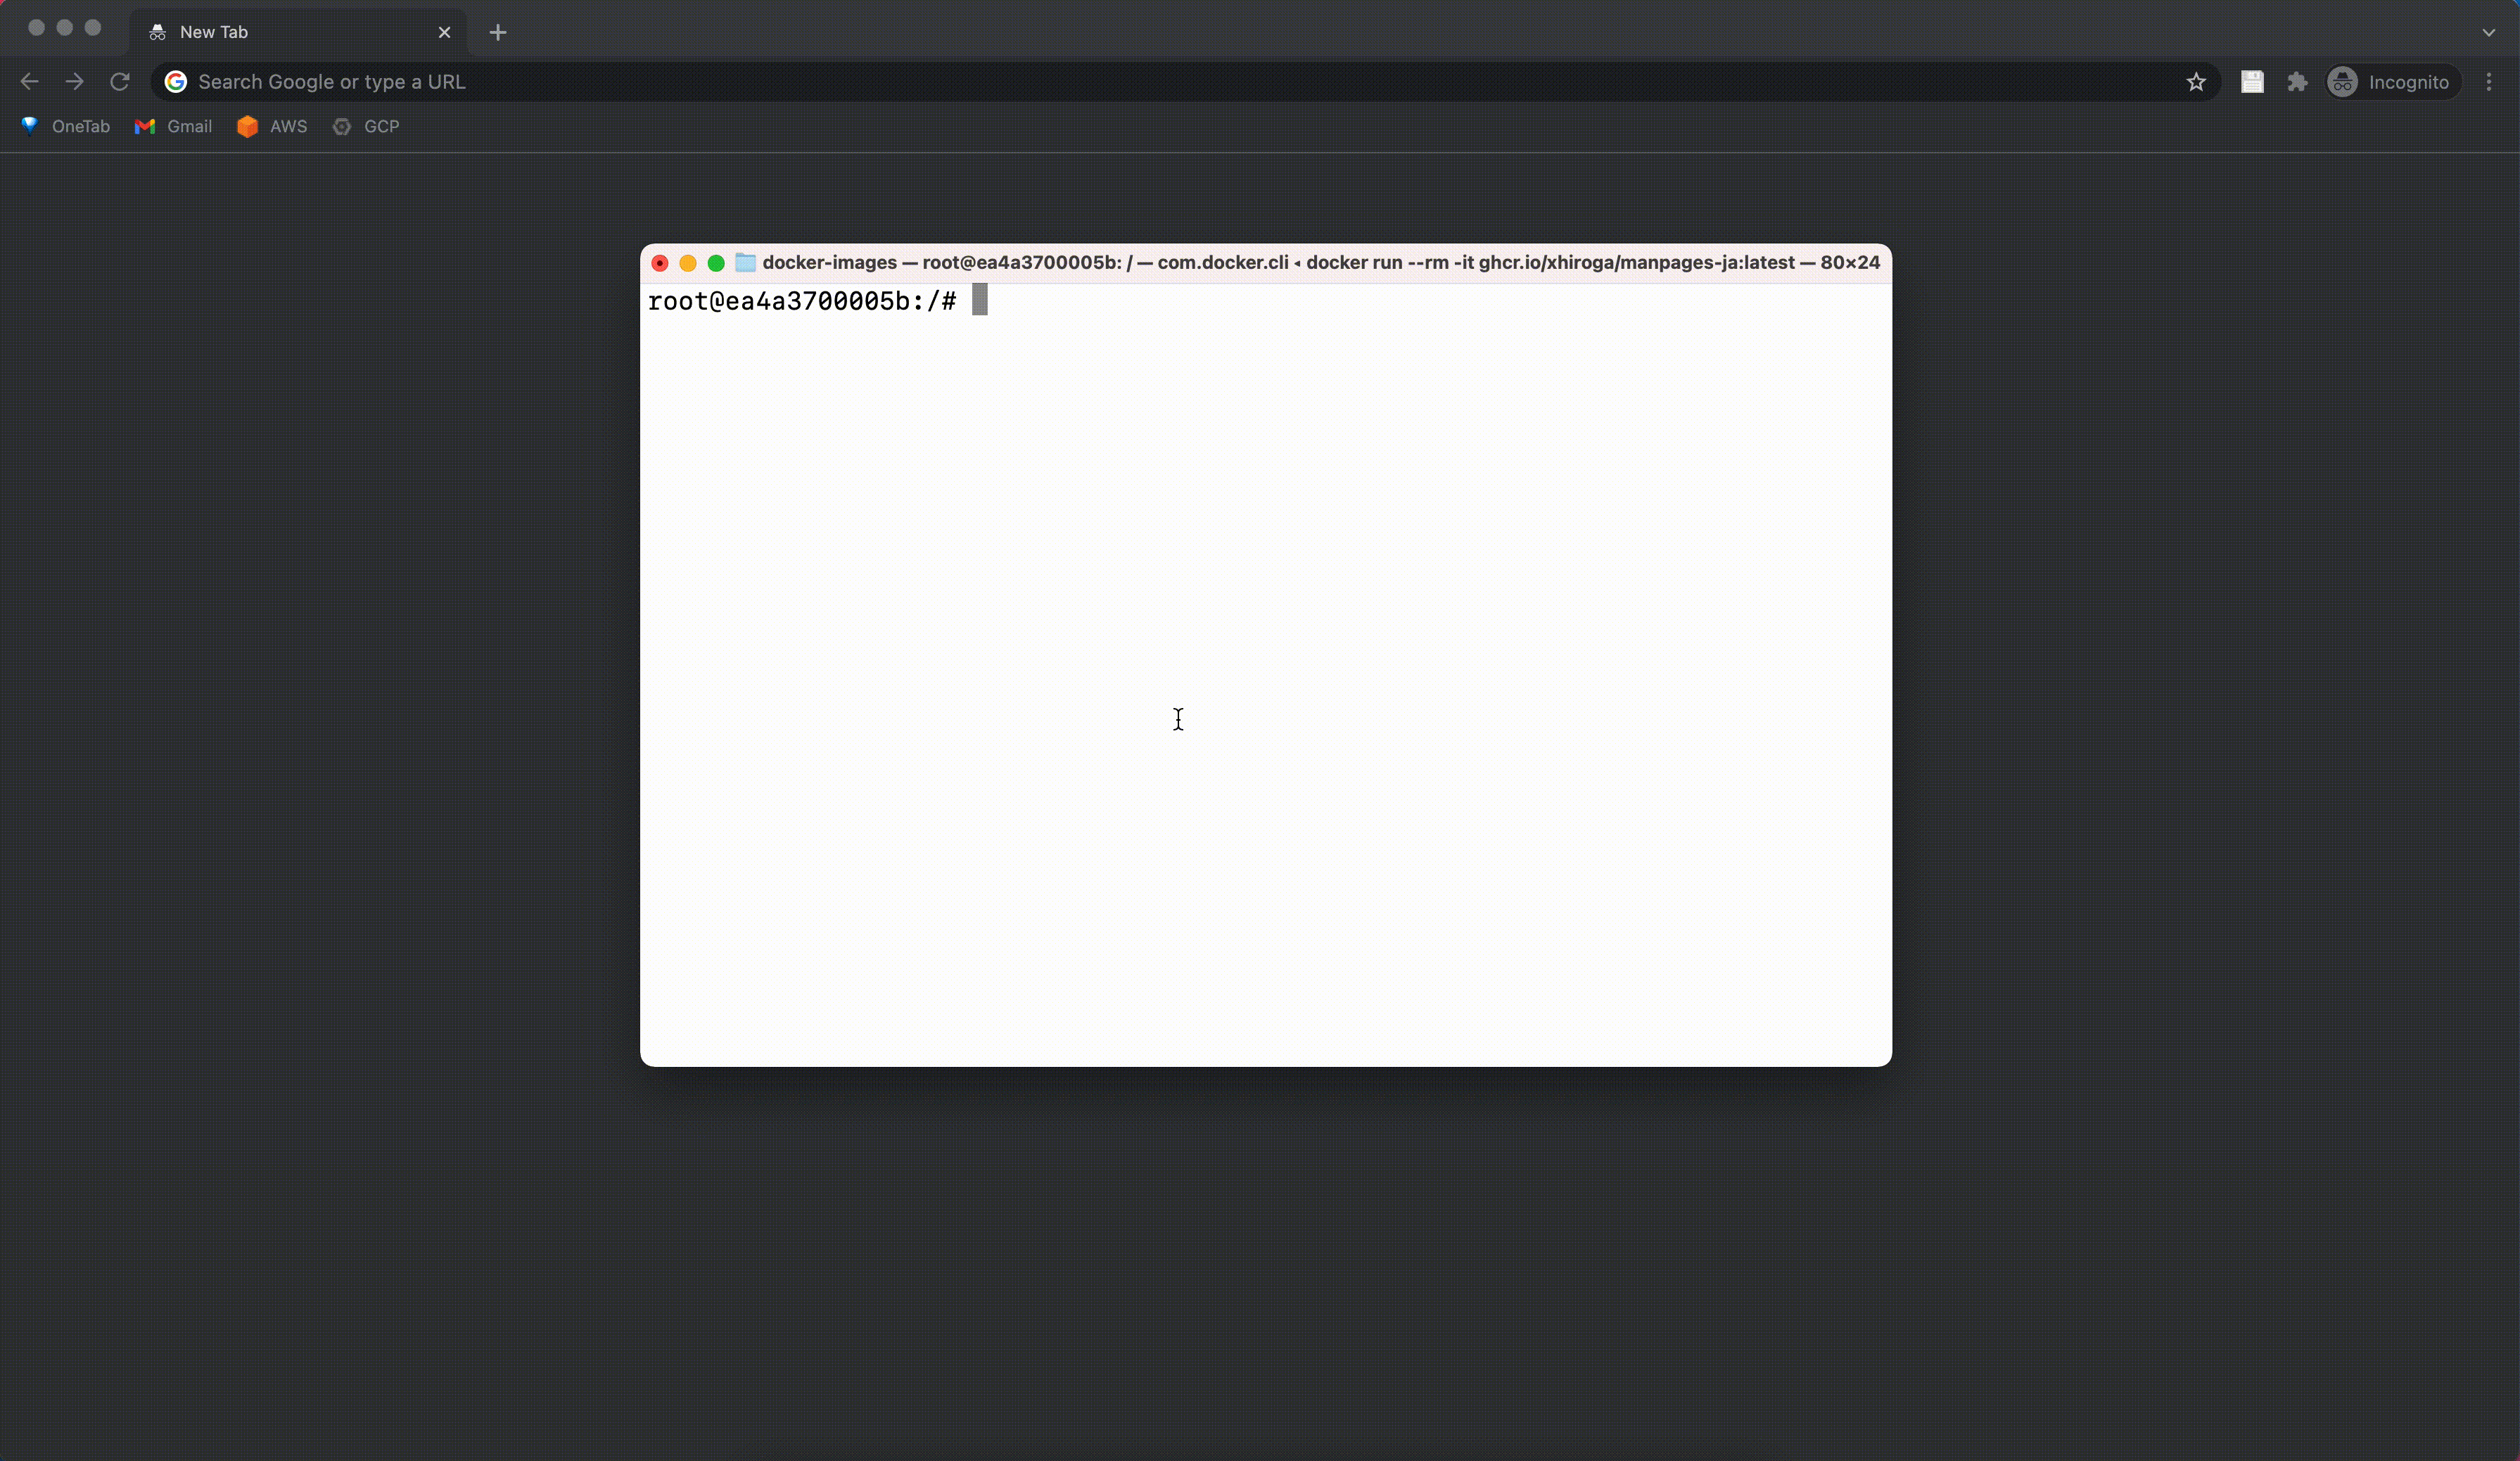 New Tab
Search Google or type a URL
Incognito
OneTab Gmail AWS GCP
docker-images — root@ea4a3700005b: / — com.docker.cli ◂ docker run --rm -it ghcr.io/xhiroga/manpages-ja:latest — 80×24
root@ea4a3700005b:/#